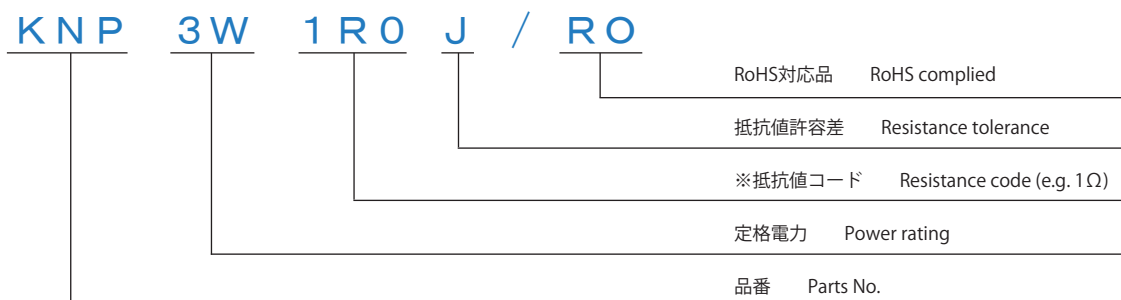 KNP 3W 1R0 J / RO
RoHS対応品 RoHS complied
抵抗値許容差 Resistance tolerance
※抵抗値コード Resistance code (e.g. 1Ω)
定格電力 Power rating
品番 Parts No.